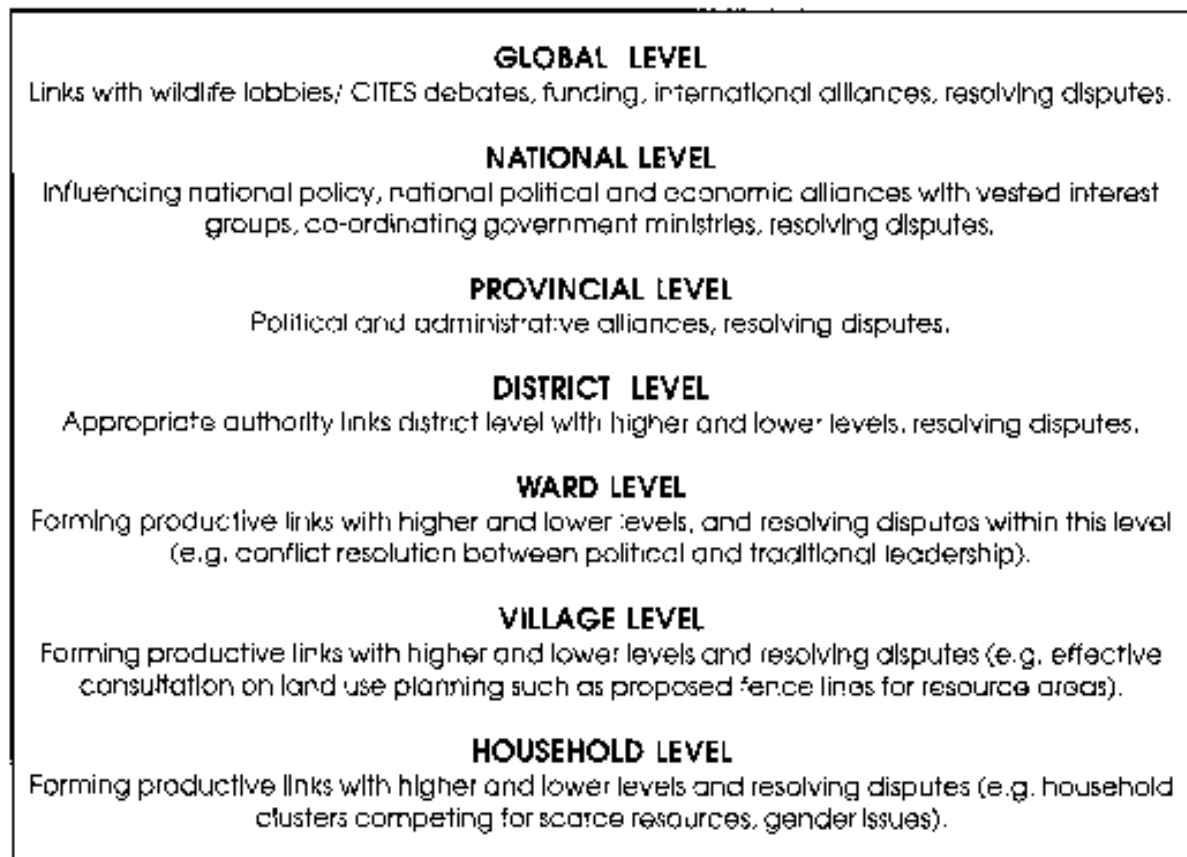 GLOBAL LEVEL
Links with wildlife lobbies/ CITES debates, funding, international alliances, resolving disputes.
NATIONAL LEVEL
Influencing national policy, national political and economic alliances with vested interest
groups, co-ordinating government ministries, resolving disputes.
PROVINCIAL LEVEL
Political and administrative alliances, resolving disputes.
DISTRICT LEVEL
Appropriate authority links district level with higher and lower levels, resolving disputes.
WARD LEVEL
Forming productive links with higher and lower levels, and resolving disputes within this level
(e.g. conflict resolution between political and traditional leadership).
VILLAGE LEVEL
Forming productive links with higher and lower levels and resolving disputes (e.g. effective
consultation on land use planning such as proposed fence lines for resource areas).
HOUSEHOLD LEVEL
Forming productive links with higher and lower levels and resolving disputes (e.g. household
clusters competing for scarce resources, gender issues).